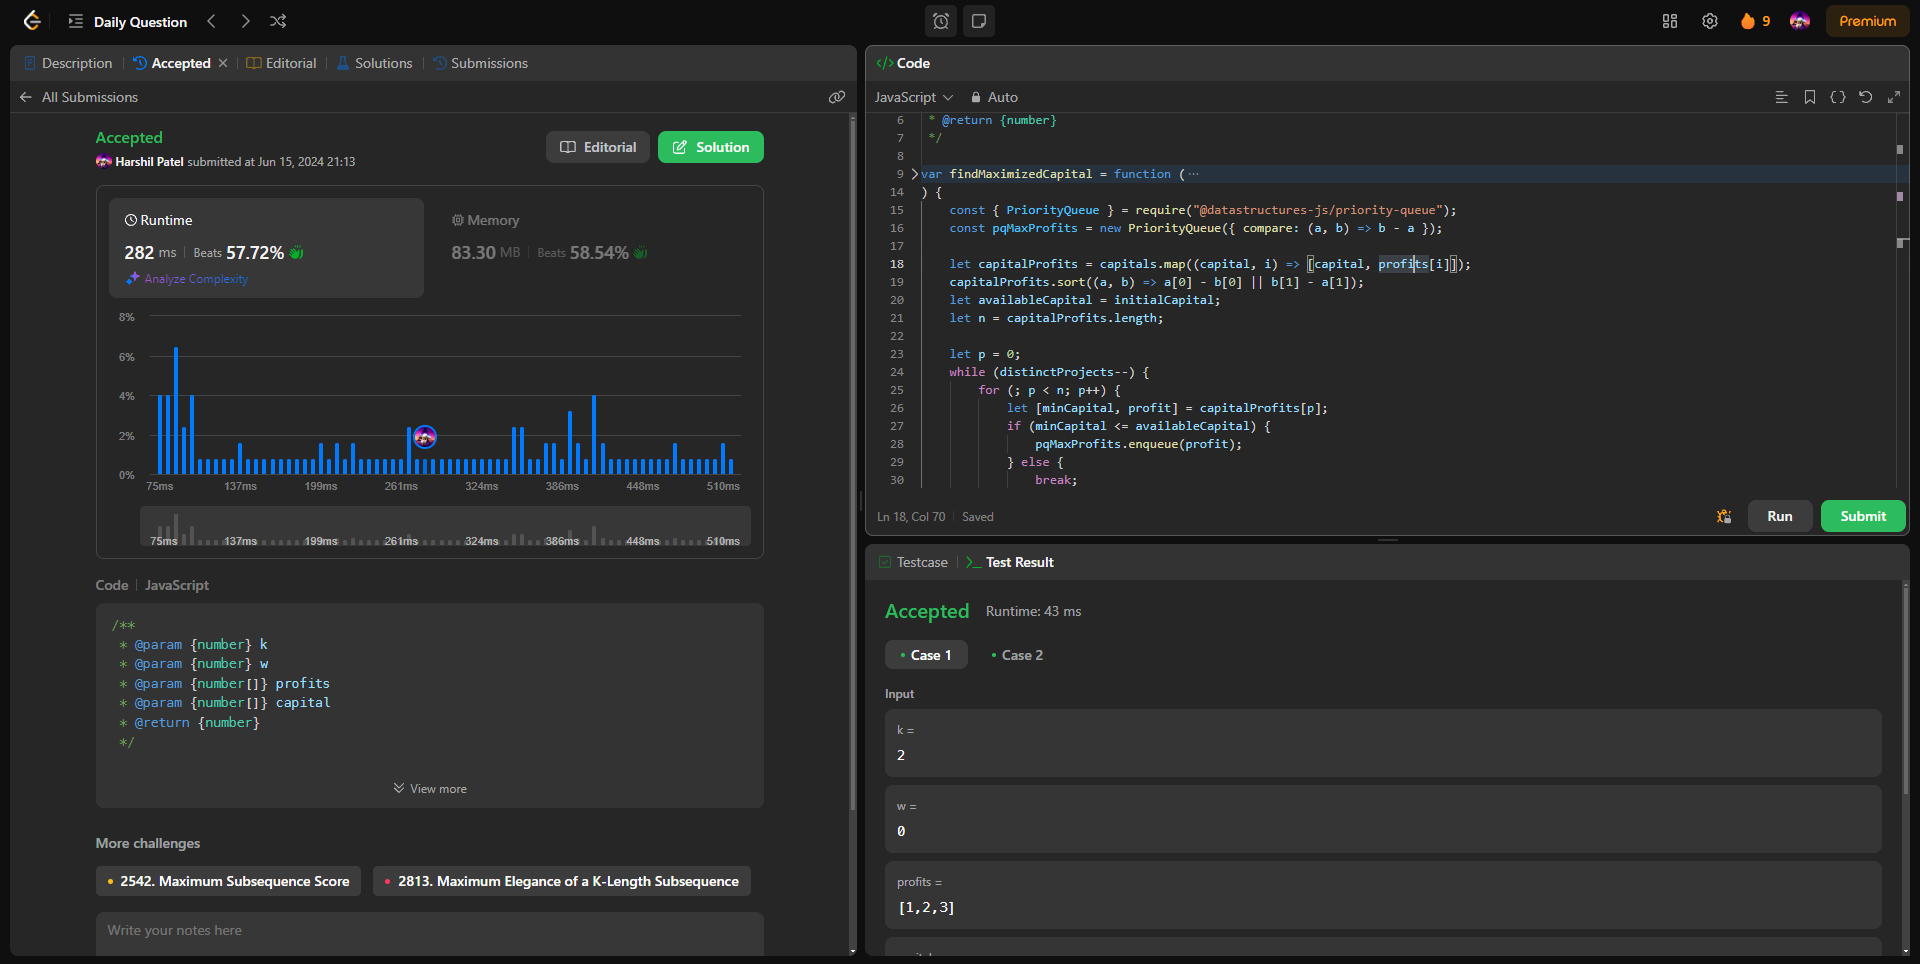 Daily Question
9
Premium
Description
Accepted
Editorial
Solutions
Submissions
All Submissions
Accepted
Harshil Patel submitted at Jun 15, 2024 21:13
Editorial
Solution
Runtime
282 ms
Beats 57.72%
Analyze Complexity
Memory
83.30 MB
Beats 58.54%
8%
6%
4%
2%
0%
75ms 137ms 199ms 261ms 324ms 386ms 448ms 510ms
75ms 137ms 199ms 261ms 324ms 386ms 448ms 510ms
Code
JavaScript
/**
* @param {number} k
* @param {number} w
* @param {number[]} profits
* @param {number[]} capital
* @return {number}
*/
View more
More challenges
2542. Maximum Subsequence Score
2813. Maximum Elegance of a K-Length Subsequence
Write your notes here
</> Code
JavaScript
Auto
6 * @return {number}
7 */
8
9 var findMaximizedCapital = function (···
14 ) {
15 const { PriorityQueue } = require("@datastructures-js/priority-queue");
16 const pqMaxProfits = new PriorityQueue({ compare: (a, b) => b - a });
17
18 let capitalProfits = capitals.map((capital, i) => [capital, profits[i]]);
19 capitalProfits.sort((a, b) => a[0] - b[0] || b[1] - a[1]);
20 let availableCapital = initialCapital;
21 let n = capitalProfits.length;
22
23 let p = 0;
24 while (distinctProjects--) {
25 for (; p < n; p++) {
26 let [minCapital, profit] = capitalProfits[p];
27 if (minCapital <= availableCapital) {
28 pqMaxProfits.enqueue(profit);
29 } else {
30 break;
Ln 18, Col 70
Saved
Run
Submit
Testcase
Test Result
Accepted
Runtime: 43 ms
Case 1
Case 2
Input
k =
2
w =
0
profits =
[1,2,3]